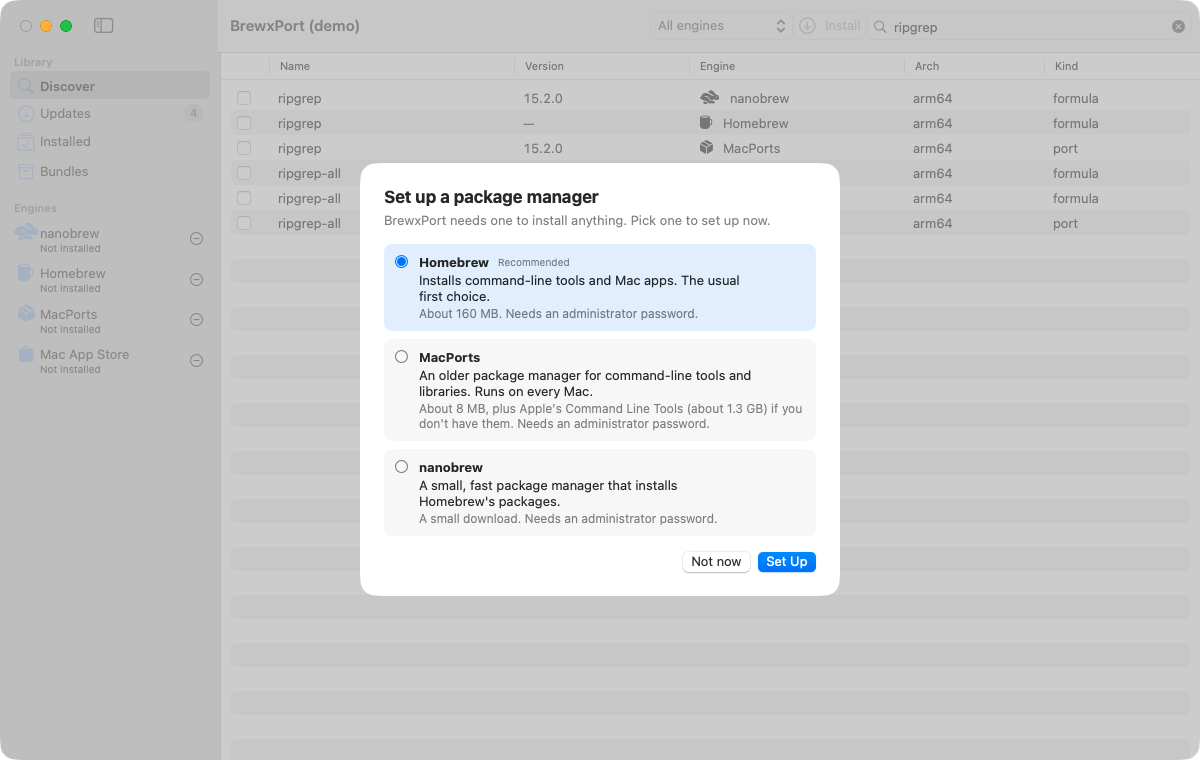 BrewxPort (demo)
All engines
Install
ripgrep
Library
Discover
Updates 4
Installed
Bundles
Engines
nanobrew
Not installed
Homebrew
Not installed
MacPorts
Not installed
Mac App Store
Not installed
Name Version Engine Arch Kind
ripgrep 15.2.0 nanobrew arm64 formula
ripgrep — Homebrew arm64 formula
ripgrep 15.2.0 MacPorts arm64 port
ripgrep-all arm64 formula
ripgrep-all arm64 formula
ripgrep-all arm64 port
Set up a package manager
BrewxPort needs one to install anything. Pick one to set up now.
Homebrew Recommended
Installs command-line tools and Mac apps. The usual
first choice.
About 160 MB. Needs an administrator password.
MacPorts
An older package manager for command-line tools and
libraries. Runs on every Mac.
About 8 MB, plus Apple's Command Line Tools (about 1.3 GB) if you
don't have them. Needs an administrator password.
nanobrew
A small, fast package manager that installs
Homebrew's packages.
A small download. Needs an administrator password.
Not now
Set Up